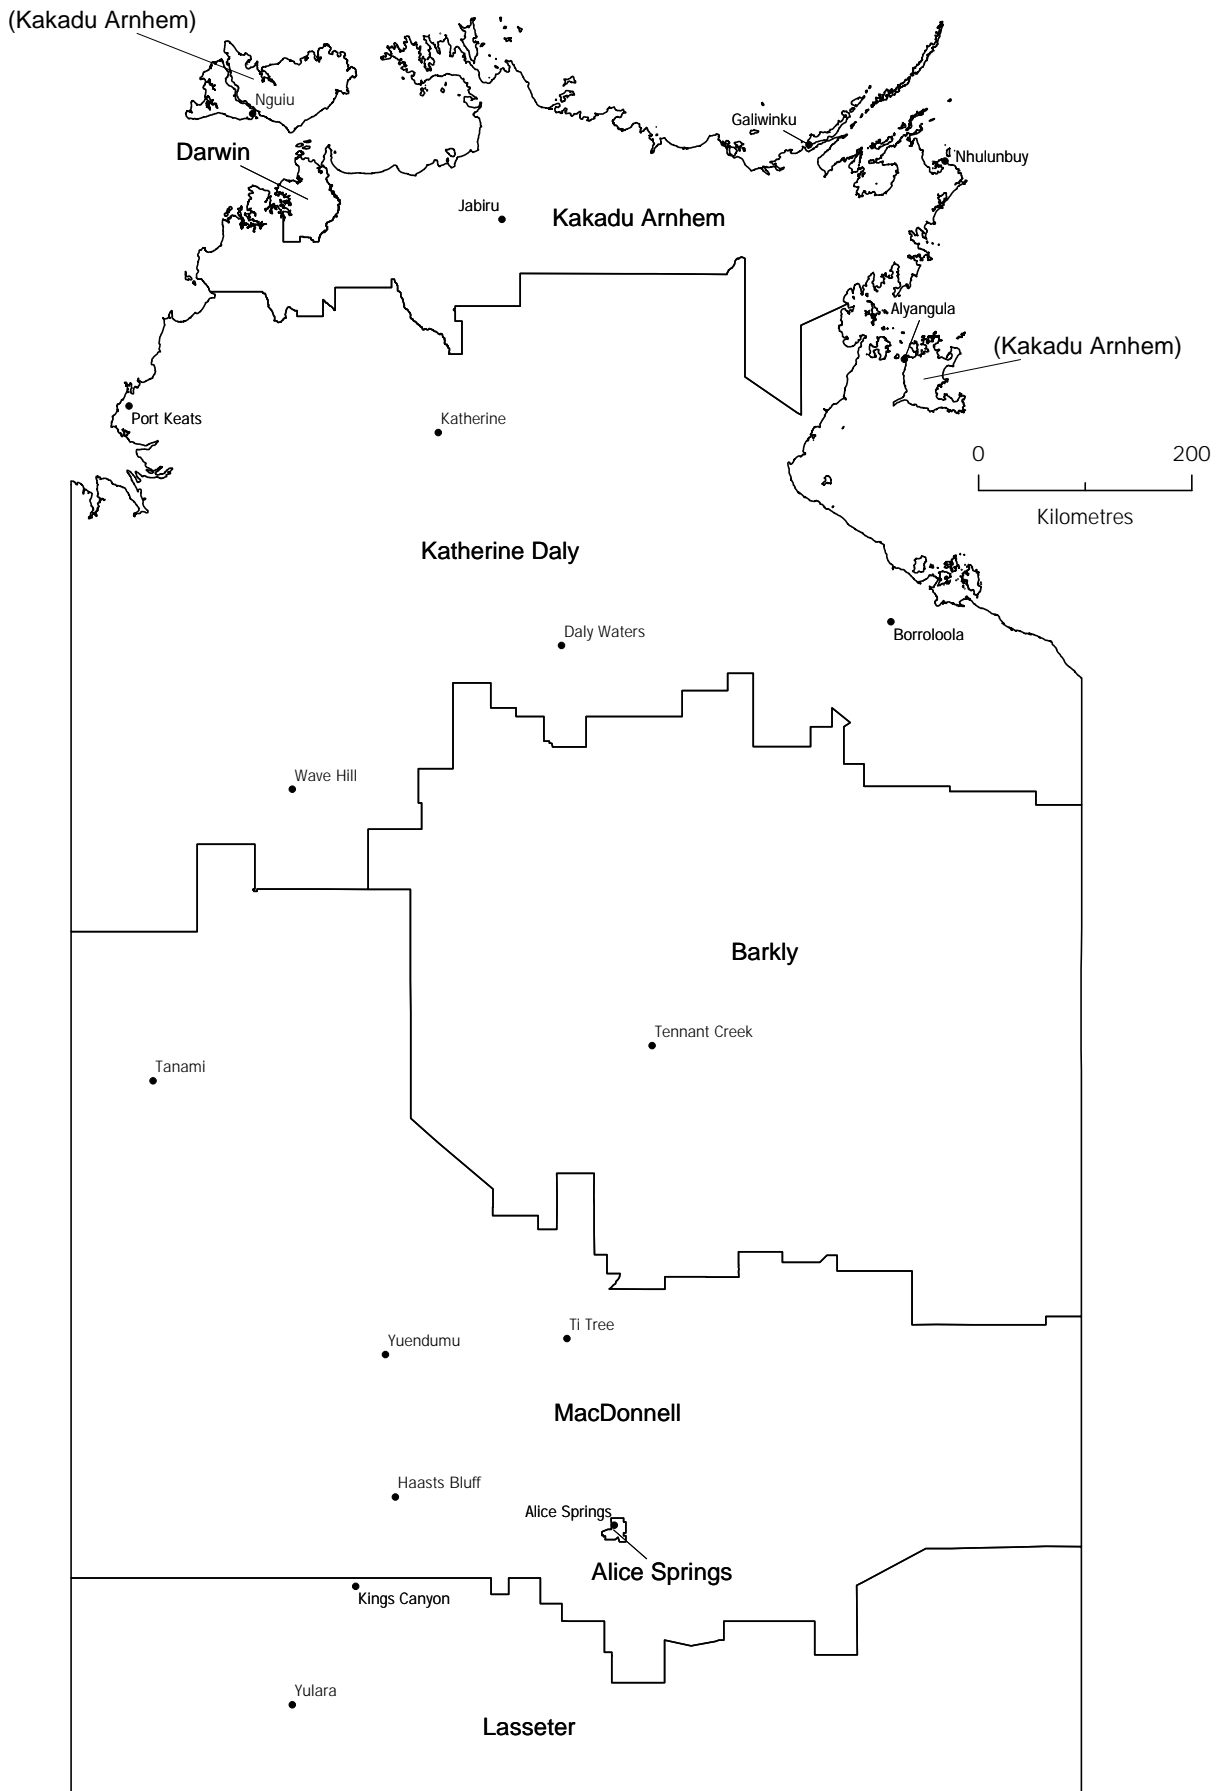 (Kakadu Arnhem)
Nguiu
Galiwinku
Darwin
Nhulunbuy
Jabiru
Kakadu Arnhem
Alyangula
(Kakadu Arnhem)
Port Keats
Katherine
0 200
Kilometres
Katherine Daly
Daly Waters
Borroloola
Wave Hill
Barkly
Tennant Creek
Tanami
Ti Tree
Yuendumu
MacDonnell
Haasts Bluff
Alice Springs
Alice Springs
Kings Canyon
Yulara
Lasseter